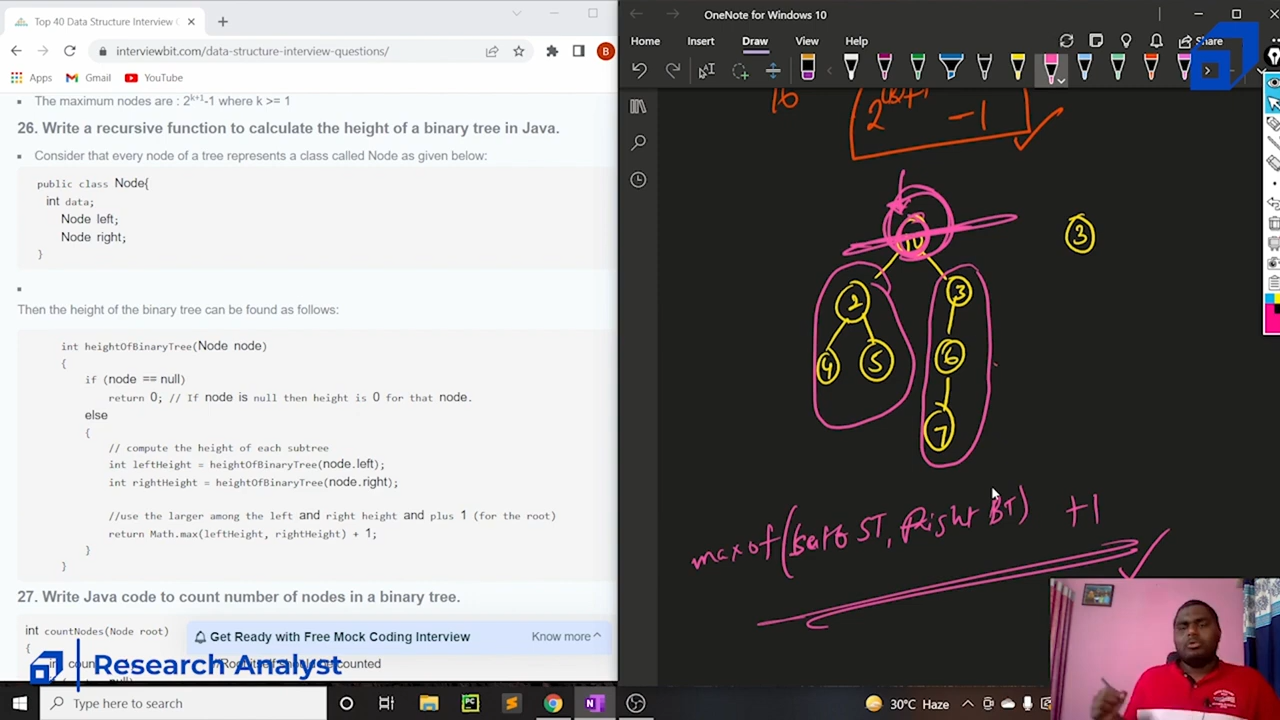 Top 40 Data Structure Interview
interviewbit.com/data-structure-interview-questions/
B
Apps
Gmail
YouTube
The maximum nodes are : 2^k+1-1 where k >= 1
26. Write a recursive function to calculate the height of a binary tree in Java.
Consider that every node of a tree represents a class called Node as given below:
public class Node{
int data;
Node left;
Node right;
}
Then the height of the binary tree can be found as follows:
int heightOfBinaryTree(Node node)
{
if (node == null)
return 0; // If node is null then height is 0 for that node.
else
{
// compute the height of each subtree
int leftHeight = heightOfBinaryTree(node.left);
int rightHeight = heightOfBinaryTree(node.right);
//use the larger among the left and right height and plus 1 (for the root)
return Math.max(leftHeight, rightHeight) + 1;
}
}
27. Write Java code to count number of nodes in a binary tree.
int countNodes(Node root)
{
int coun
//Root itself should be counted
Get Ready with Free Mock Coding Interview
Know more
Research Analyst
Type here to search
PC
N
30°C Haze
OneNote for Windows 10
Home
Insert
Draw
View
Help
Share
16
-1
10
3
2
3
4
5
6
7
max of
ST, Right BT) +1